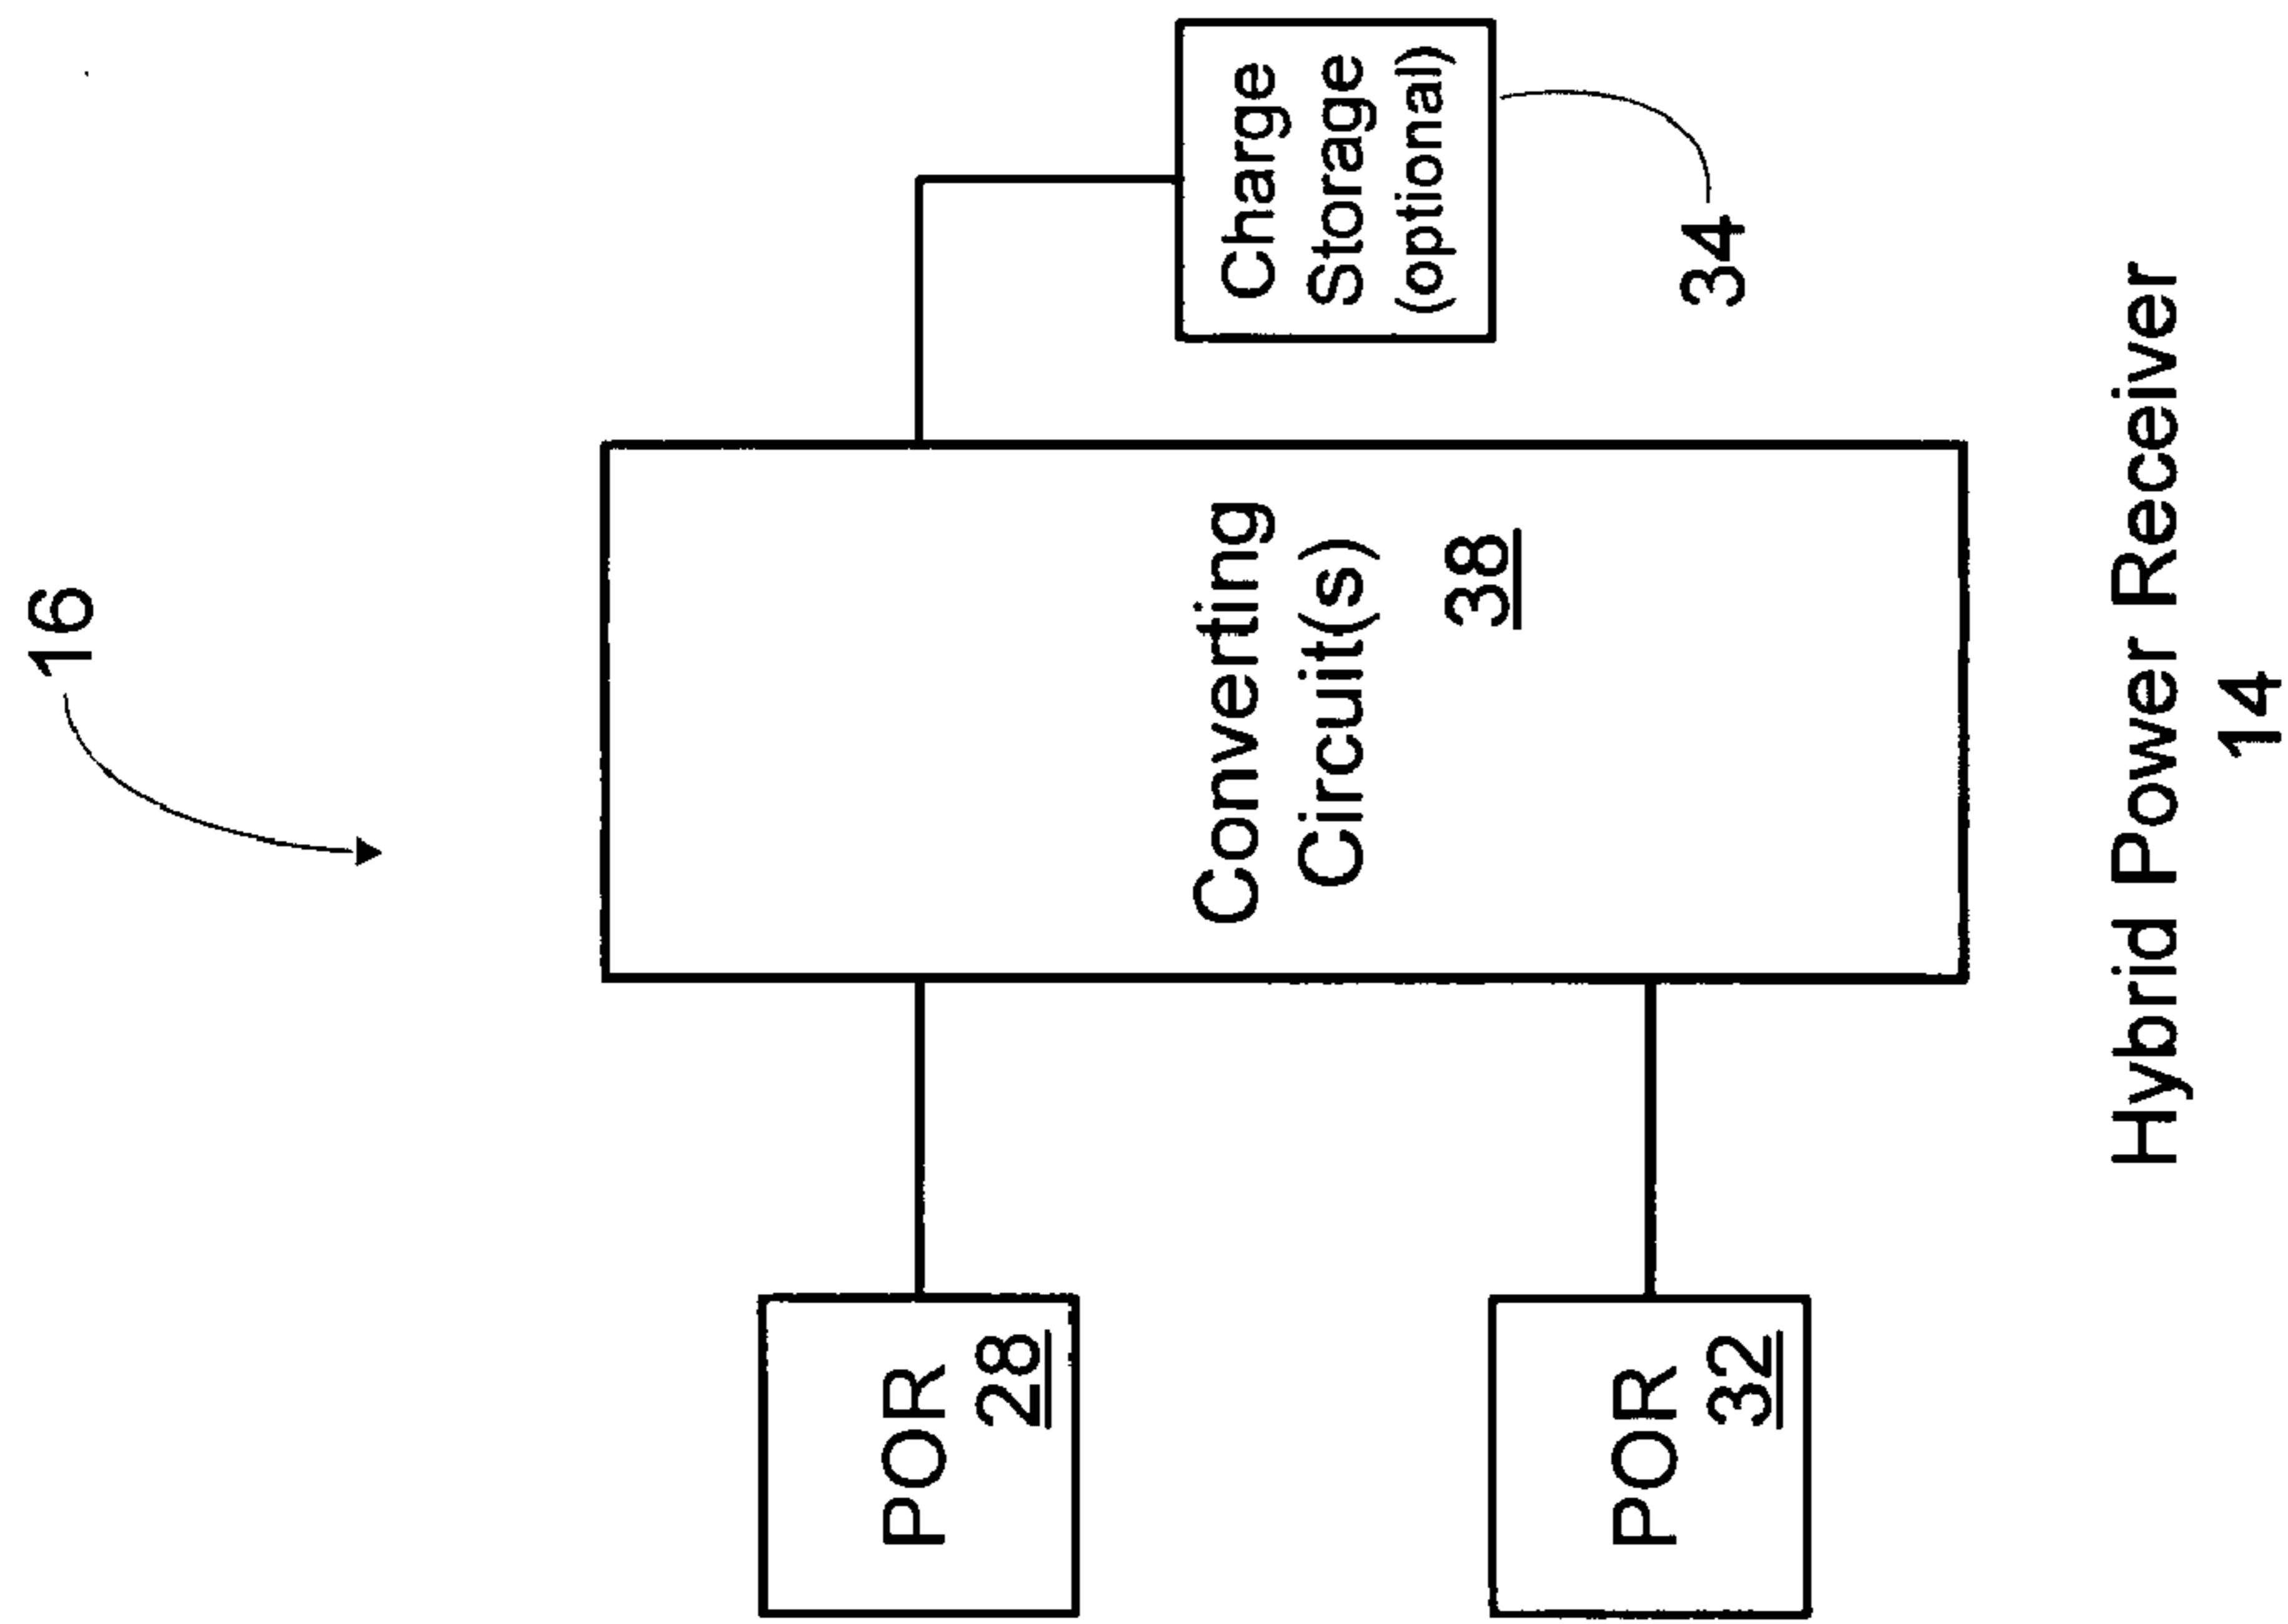 16
Charge
Storage
(optional)
34
Converting
Circuit(s)
38
POR
28
POR
32
Hybrid Power Receiver
14